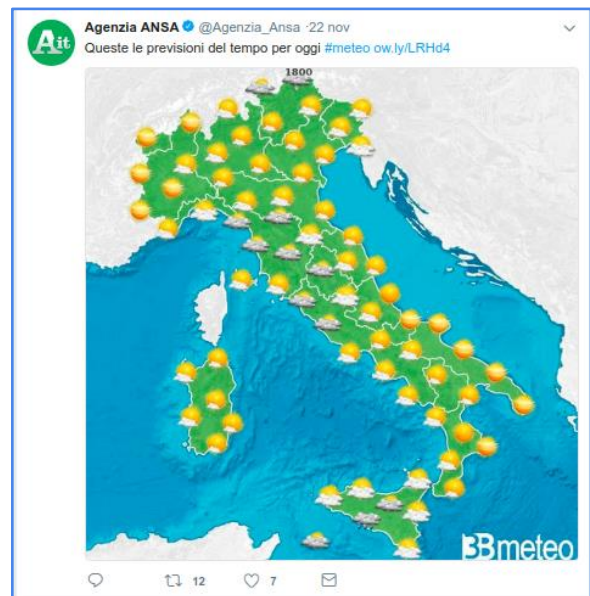 Ait
Agenzia ANSA @Agenzia_Ansa ·22 nov
Queste le previsioni del tempo per oggi #meteo ow.ly/LRHd4
1800
3Bmeteo
12 7